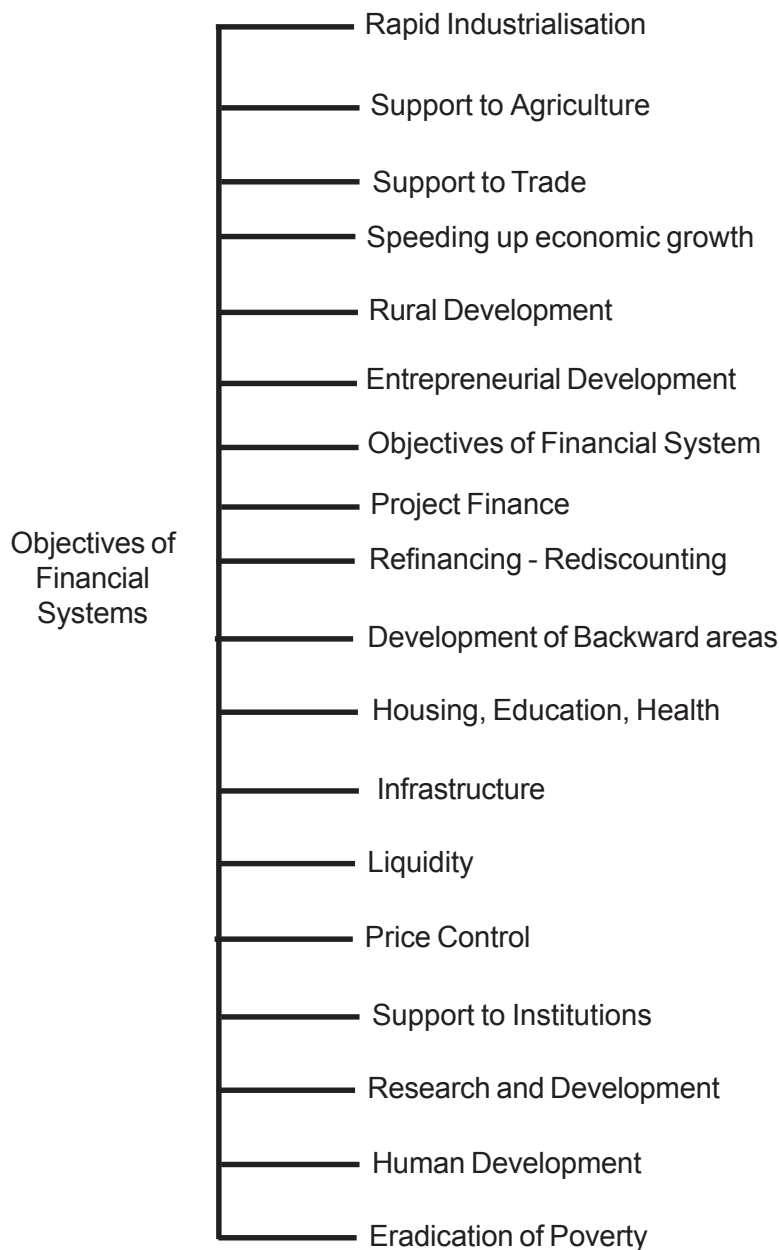 Rapid Industrialisation
Support to Agriculture
Support to Trade
Speeding up economic growth
Rural Development
Entrepreneurial Development
Objectives of Financial System
Project Finance
Refinancing - Rediscounting
Objectives of
Financial
Systems
Development of Backward areas
Housing, Education, Health
Infrastructure
Liquidity
Price Control
Support to Institutions
Research and Development
Human Development
Eradication of Poverty